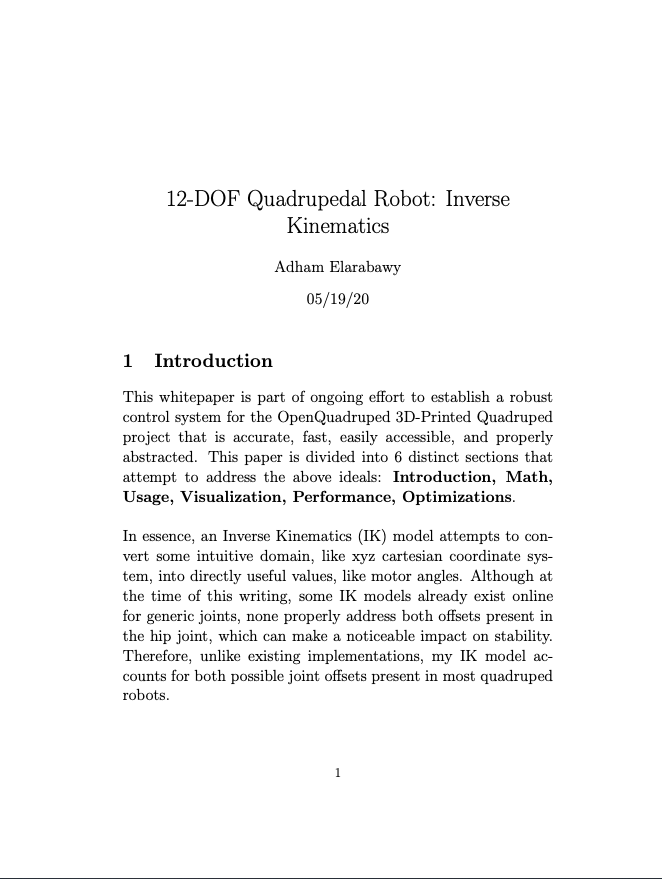 12-DOF Quadrupedal Robot: Inverse
Kinematics
Adham Elarabawy
05/19/20
1 Introduction
This whitepaper is part of ongoing effort to establish a robust
control system for the OpenQuadruped 3D-Printed Quadruped
project that is accurate, fast, easily accessible, and properly
abstracted. This paper is divided into 6 distinct sections that
attempt to address the above ideals: Introduction, Math,
Usage, Visualization, Performance, Optimizations.
In essence, an Inverse Kinematics (IK) model attempts to con-
vert some intuitive domain, like xyz cartesian coordinate sys-
tem, into directly useful values, like motor angles. Although at
the time of this writing, some IK models already exist online
for generic joints, none properly address both offsets present in
the hip joint, which can make a noticeable impact on stability.
Therefore, unlike existing implementations, my IK model ac-
counts for both possible joint offsets present in most quadruped
robots.
1